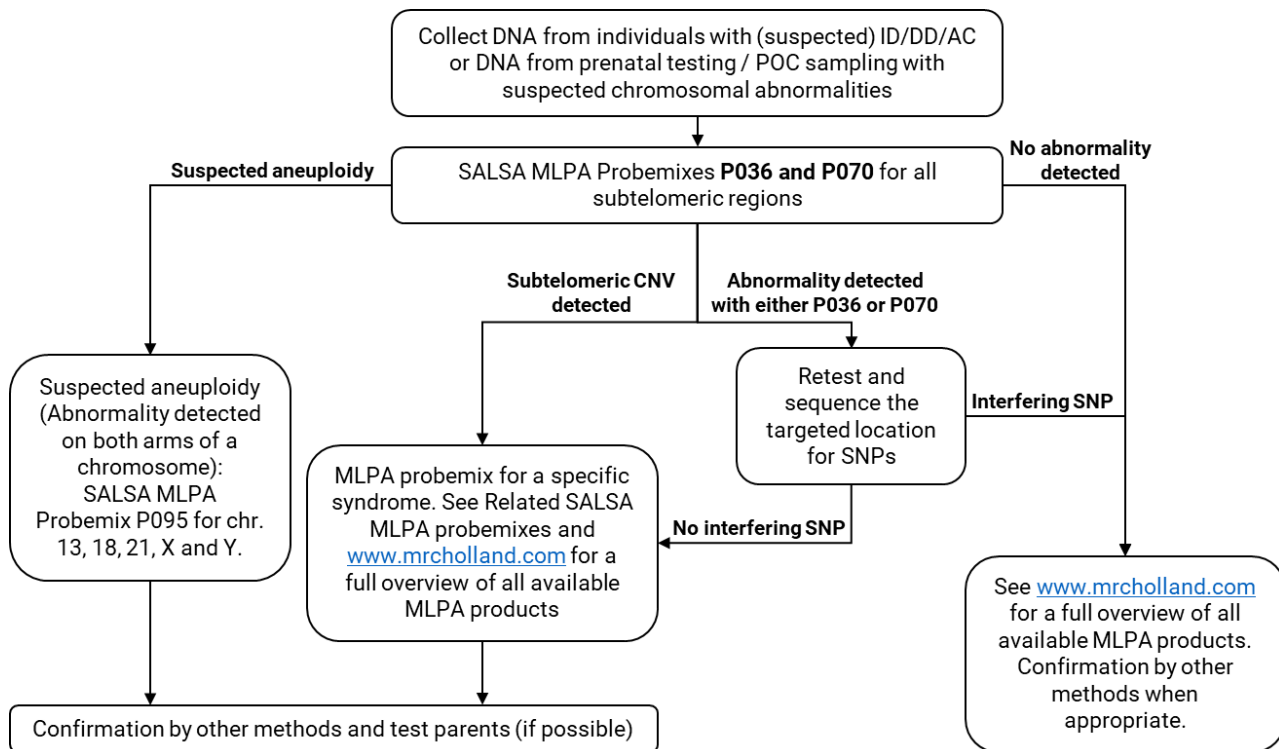 Collect DNA from individuals with (suspected) ID/DD/AC
or DNA from prenatal testing / POC sampling with
suspected chromosomal abnormalities
Suspected aneuploidy
SALSA MLPA Probemixes P036 and P070 for all
subtelomeric regions
No abnormality
detected
Subtelomeric CNV
detected
Abnormality detected
with either P036 or P070
Suspected aneuploidy
(Abnormality detected
on both arms of a
chromosome):
SALSA MLPA
Probemix P095 for chr.
13, 18, 21, X and Y.
Retest and
sequence the
targeted location
for SNPs
Interfering SNP
MLPA probemix for a specific
syndrome. See Related SALSA
MLPA probemixes and
www.mrcholland.com for a
full overview of all available
MLPA products
No interfering SNP
See www.mrcholland.com
for a full overview of all
available MLPA products.
Confirmation by other
methods when
appropriate.
Confirmation by other methods and test parents (if possible)